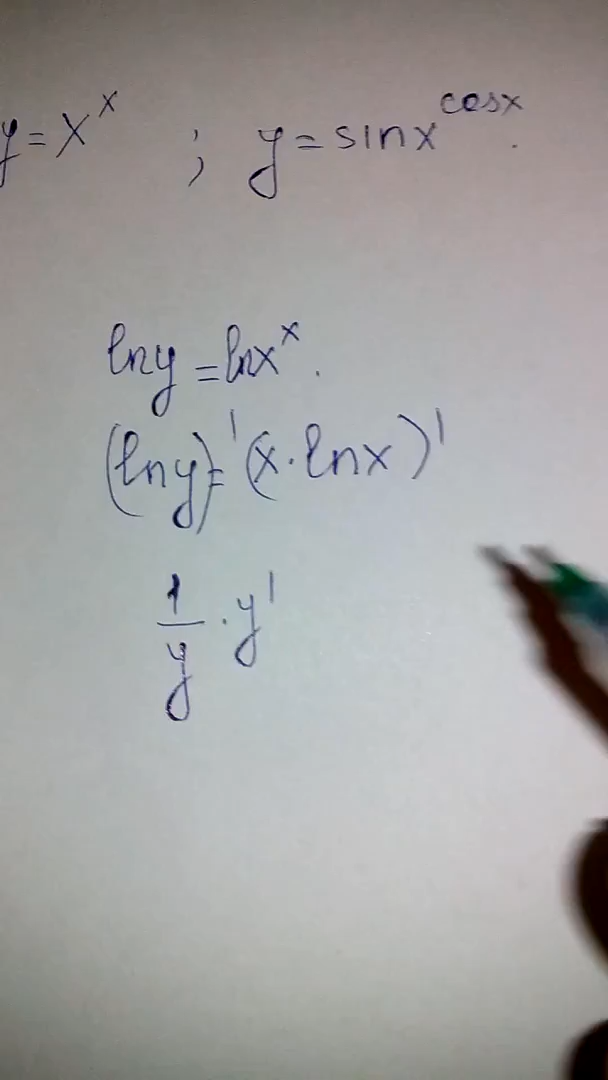 y = x^x ; y = sinx^cosx.
lny = lnx^x.
(lny)' = (x · lnx)'
1/y · y'